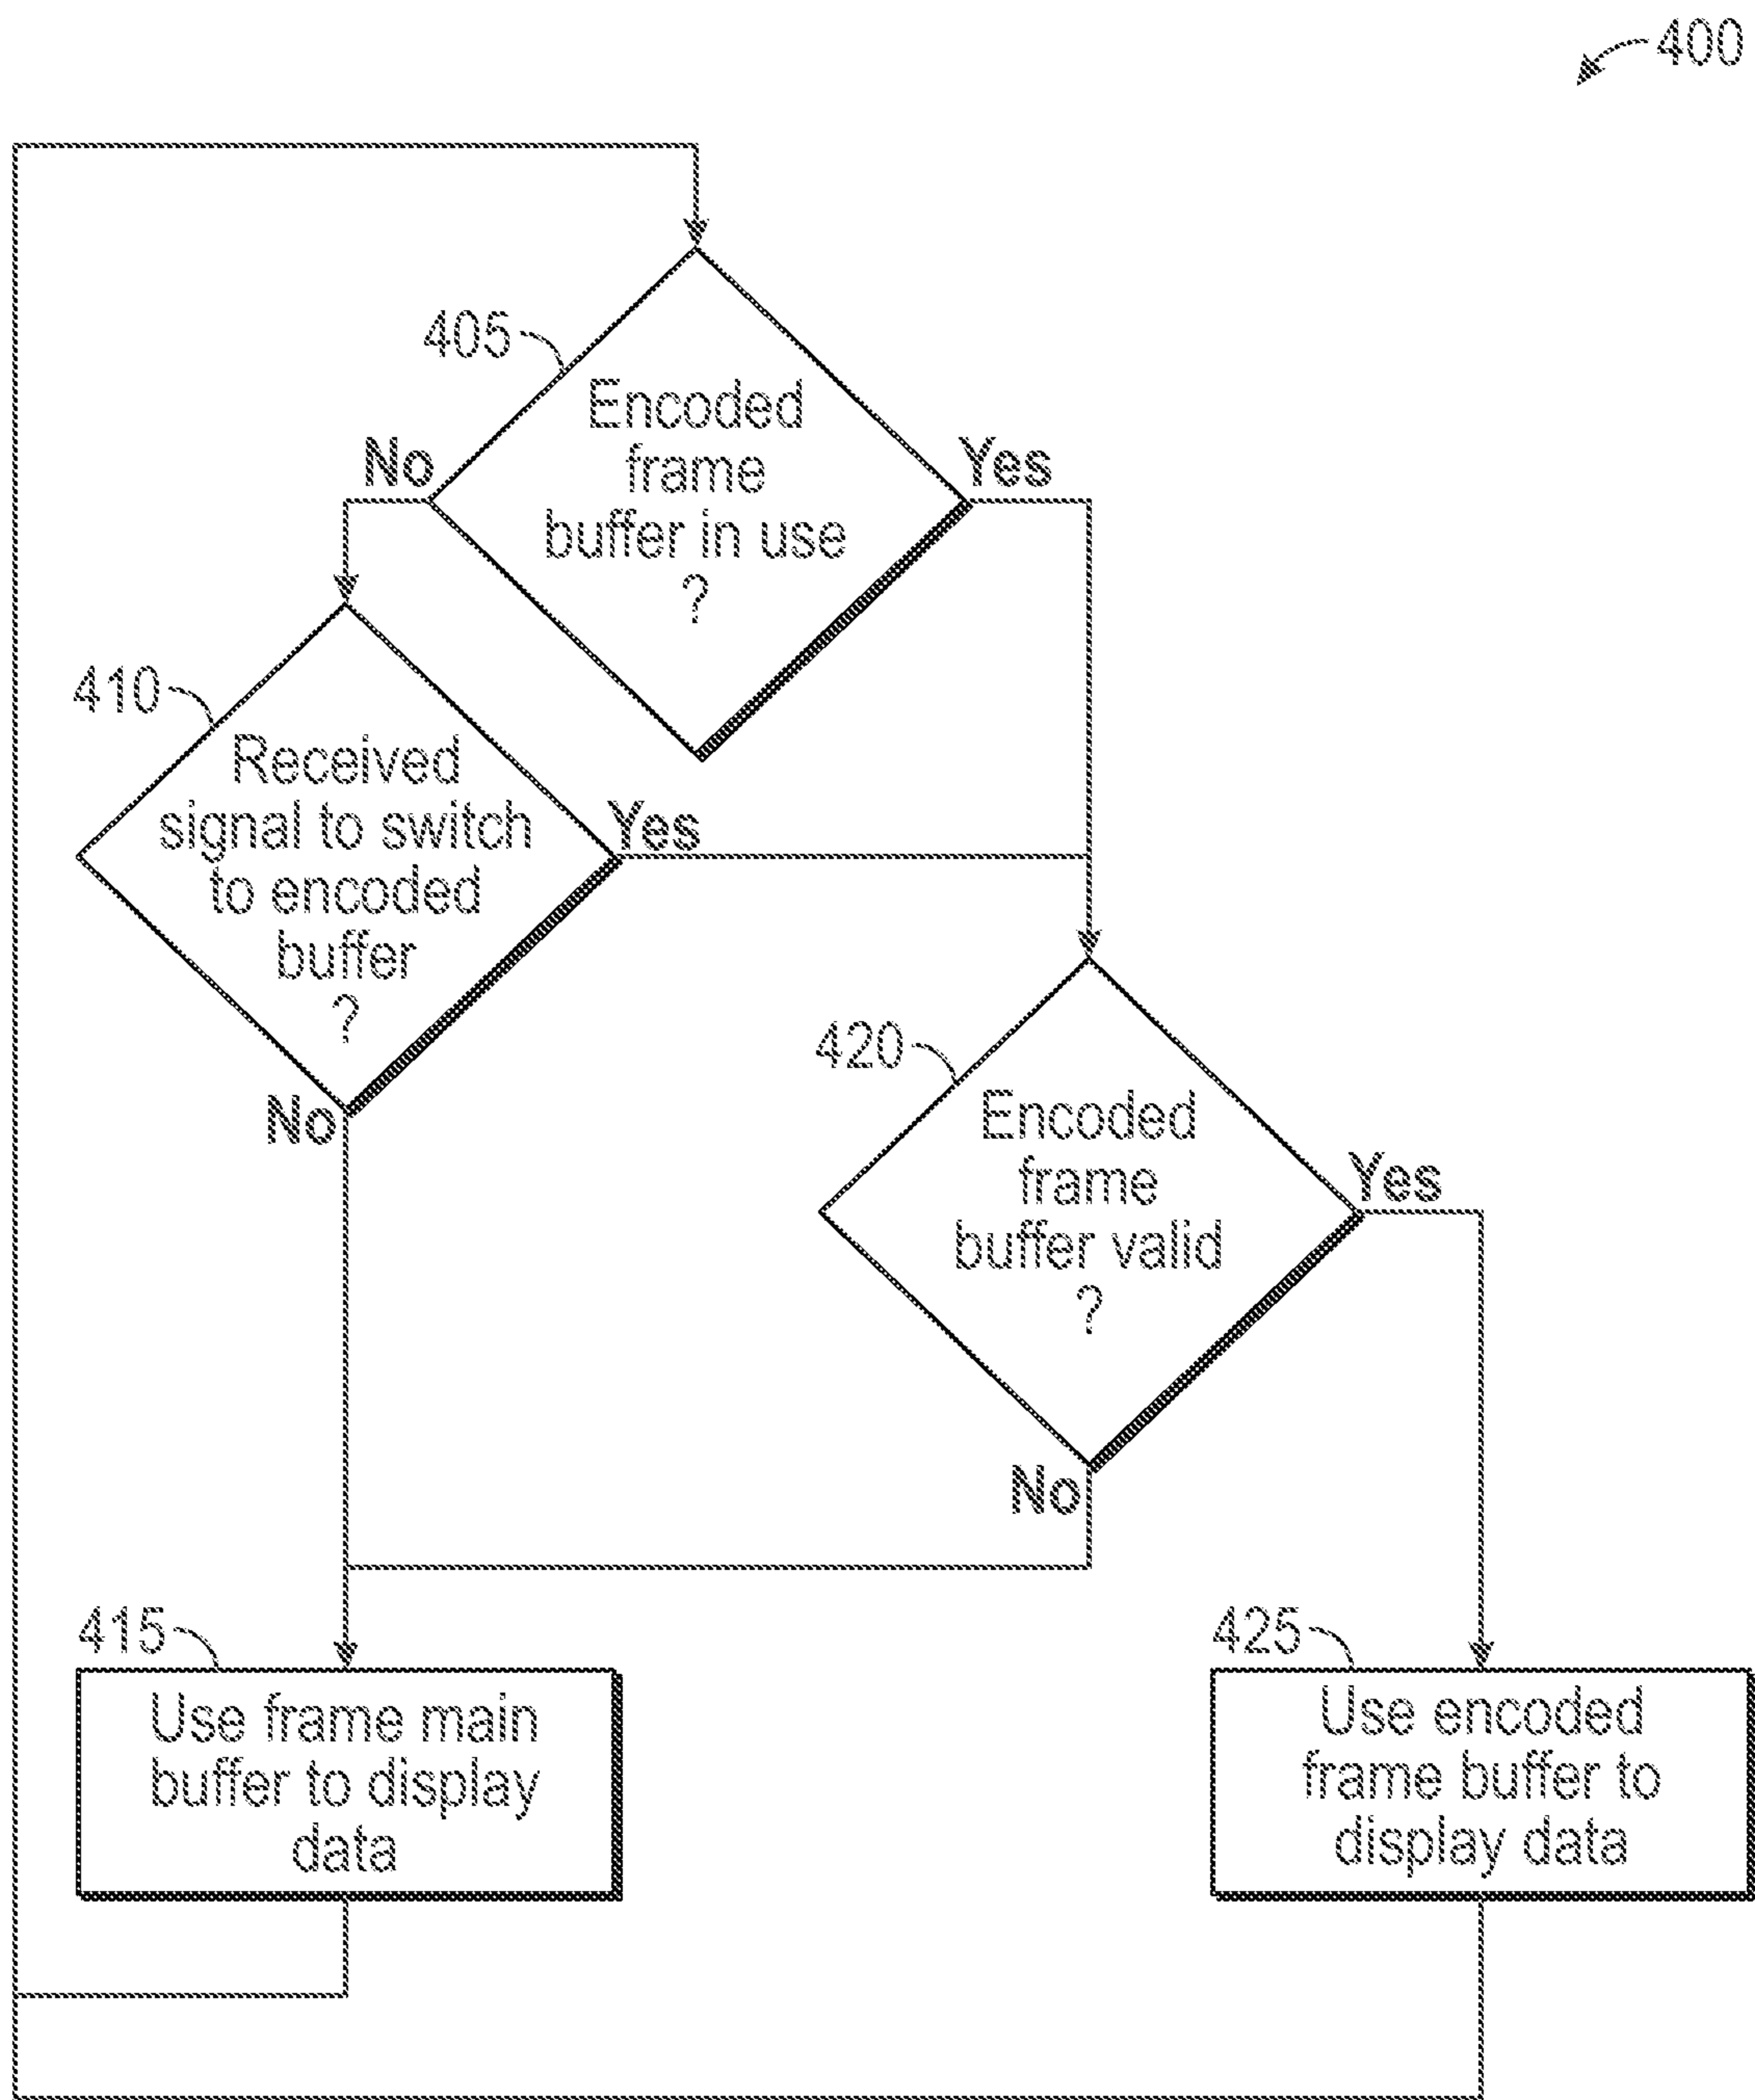 400
405
Encoded
frame
buffer in use
?
No
Yes
410
Received
signal to switch
to encoded
buffer
?
Yes
No
420
Encoded
frame
buffer valid
?
Yes
No
415
Use frame main
buffer to display
data
425
Use encoded
frame buffer to
display data